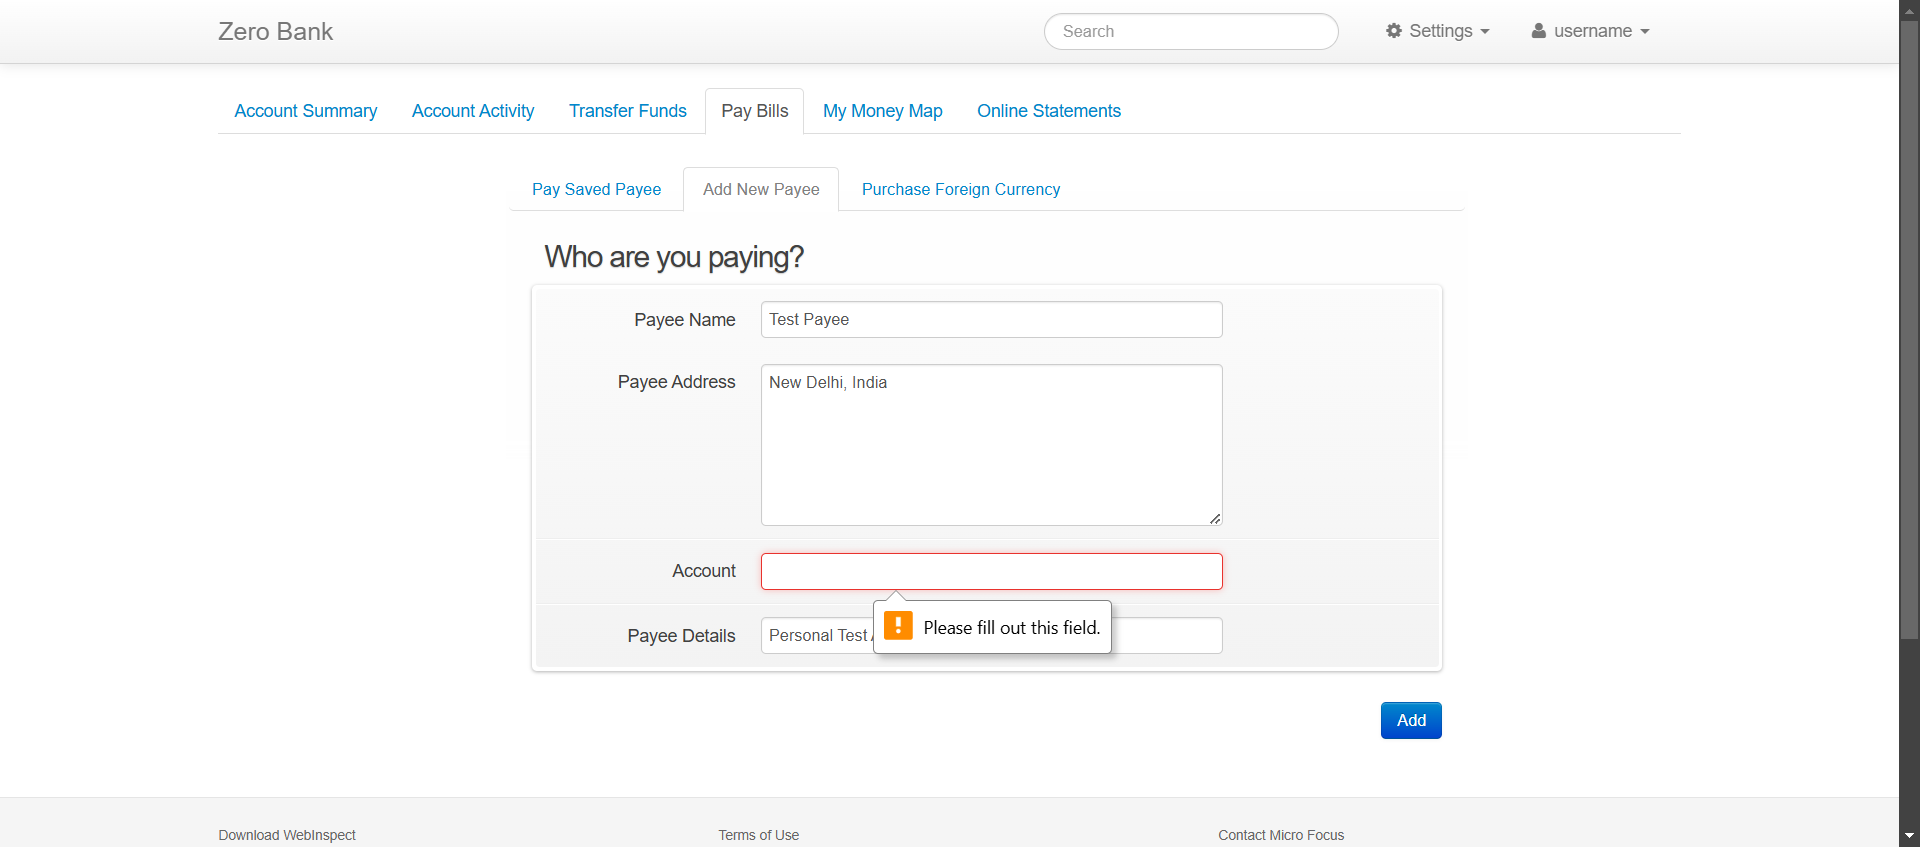 Zero Bank
Search
Settings
username
Account Summary
Account Activity
Transfer Funds
Pay Bills
My Money Map
Online Statements
Pay Saved Payee
Add New Payee
Purchase Foreign Currency
Who are you paying?
Payee Name
Test Payee
Payee Address
New Delhi, India
Account
Please fill out this field.
Payee Details
Personal Test
Add
Download WebInspect
Terms of Use
Contact Micro Focus